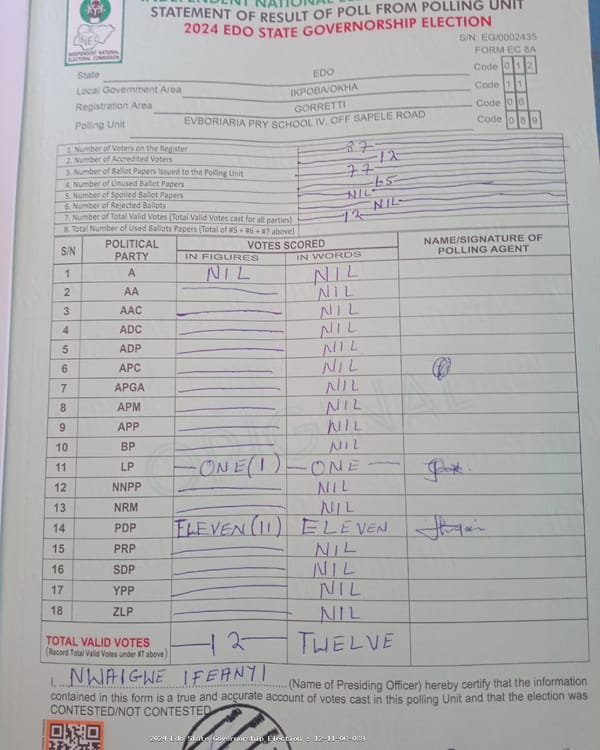 INDEPENDENT NATIONAL
STATEMENT OF RESULT OF POLL FROM POLLING UNIT
2024 EDO STATE GOVERNORSHIP ELECTION
INEC
INDEPENDENT NATIONAL
ELECTORAL COMMISSION
S/N: EG/0002435
FORM EC 8A
State EDO Code 0 1 2
Local Government Area IKPOBA/OKHA Code 1 1
Registration Area GORRETTI Code 0 6
Polling Unit EVBORIARIA PRY SCHOOL IV, OFF SAPELE ROAD Code 0 8 9
1. Number of Voters on the Register 87
2. Number of Accredited Voters 12
3. Number of Ballot Papers Issued to the Polling Unit 77
4. Number of Unused Ballot Papers 65
5. Number of Spoiled Ballot Papers NIL
6. Number of Rejected Ballots NIL
7. Number of Total Valid Votes (Total Valid Votes cast for all parties) 12
8. Total Number of Used Ballots Papers (Total of #5 + #6 + #7 above)
S/N POLITICAL PARTY VOTES SCORED NAME/SIGNATURE OF POLLING AGENT
IN FIGURES IN WORDS
1 A NIL NIL
2 AA NIL
3 AAC NIL
4 ADC NIL
5 ADP NIL
6 APC NIL
7 APGA NIL
8 APM NIL
9 APP NIL
10 BP NIL
11 LP ONE(1) ONE
12 NNPP NIL
13 NRM NIL
14 PDP ELEVEN(11) ELEVEN
15 PRP NIL
16 SDP NIL
17 YPP NIL
18 ZLP NIL
TOTAL VALID VOTES 12 TWELVE
(Record Total Valid Votes under #7 above)
ORIGINAL
I, NWAIGWE IFEANYI (Name of Presiding Officer) hereby certify that the information
contained in this form is a true and accurate account of votes cast in this polling Unit and that the election was
CONTESTED/NOT CONTESTED
2024 Edo State Governorship Election : 12-11-06-089